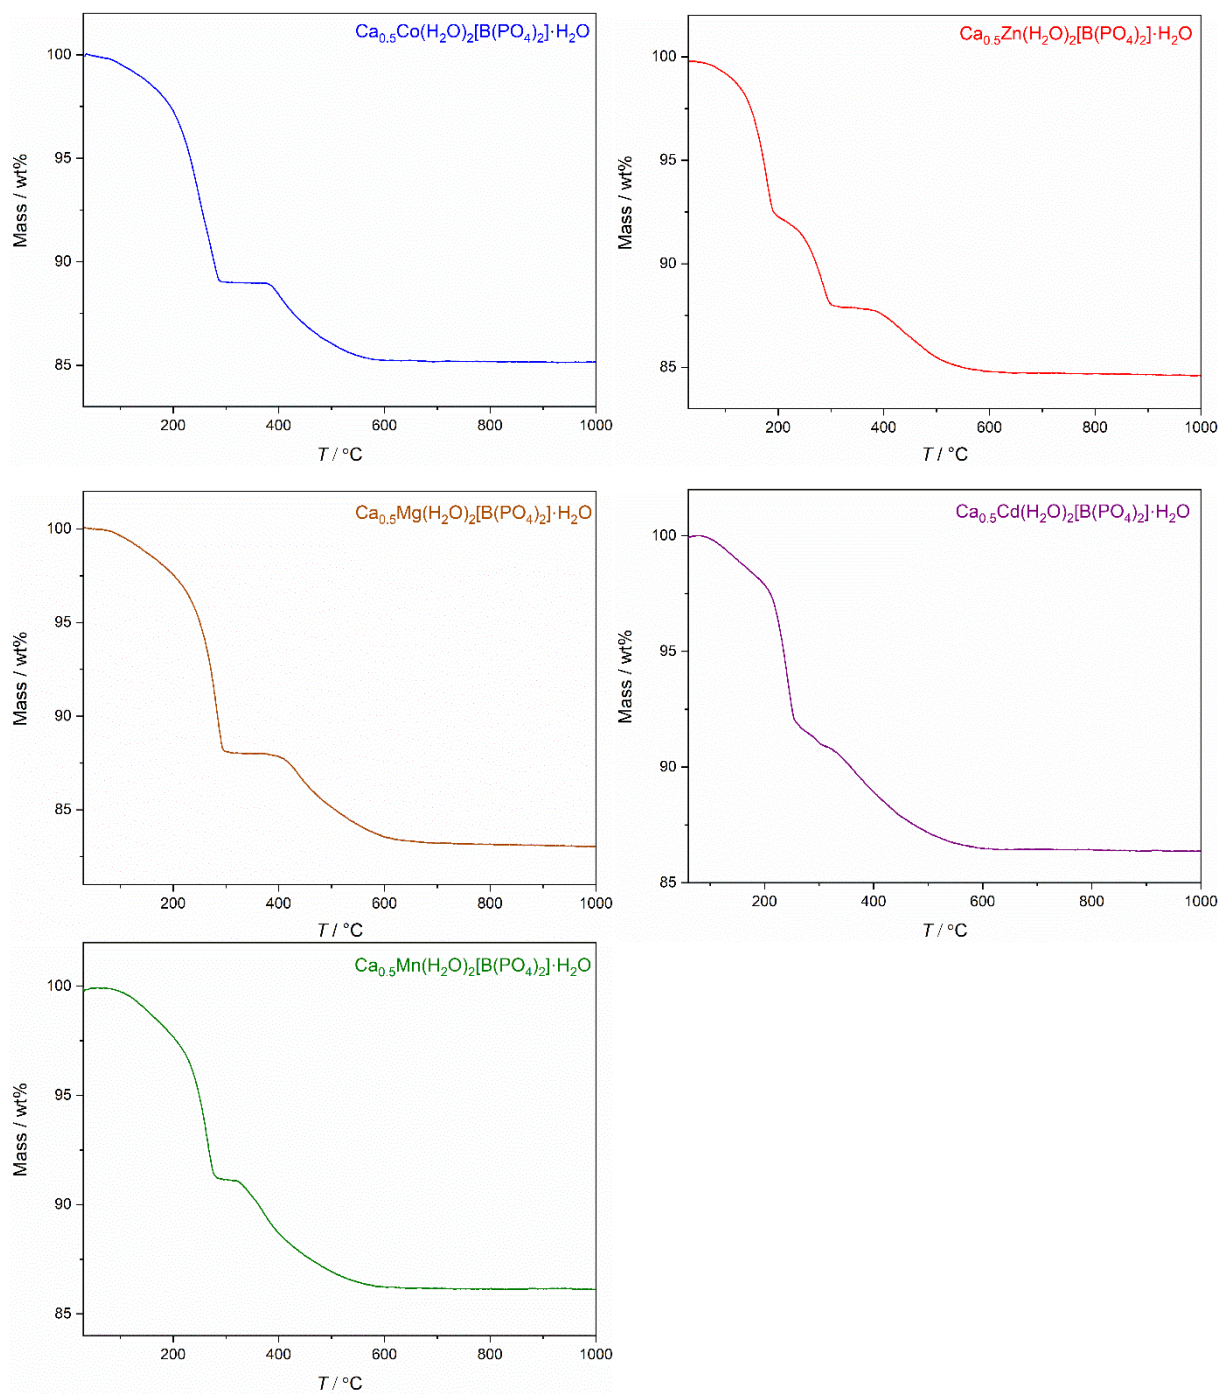 Ca₀.₅Co(H₂O)₂[B(PO₄)₂]·H₂O
100
95
90
85
Mass / wt%
200 400 600 800 1000
T / °C
Ca₀.₅Zn(H₂O)₂[B(PO₄)₂]·H₂O
100
95
90
85
Mass / wt%
200 400 600 800 1000
T / °C
Ca₀.₅Mg(H₂O)₂[B(PO₄)₂]·H₂O
100
95
90
85
Mass / wt%
200 400 600 800 1000
T / °C
Ca₀.₅Cd(H₂O)₂[B(PO₄)₂]·H₂O
100
95
90
85
Mass / wt%
200 400 600 800 1000
T / °C
Ca₀.₅Mn(H₂O)₂[B(PO₄)₂]·H₂O
100
95
90
85
Mass / wt%
200 400 600 800 1000
T / °C